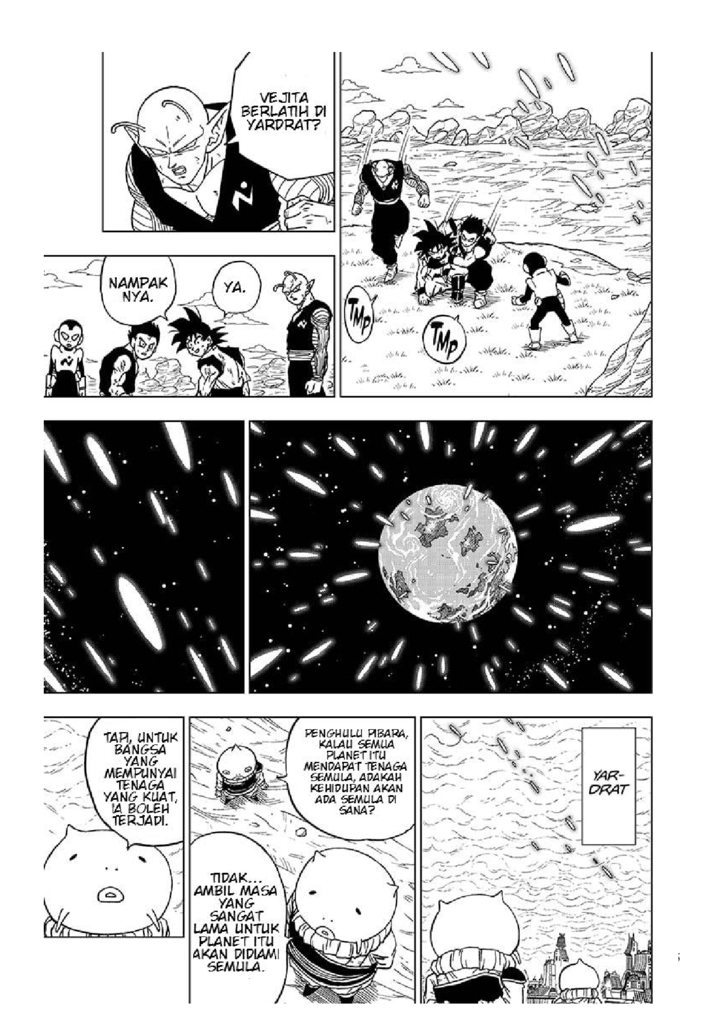 TMP
TMP
VEJITA
BERLATIH DI
YARDRAT?
YA.
NAMPAK
NYA.
YAR-
DRAT
PENGHULU PIBARA,
KALAU SEMUA
PLANET ITU
MENDAPAT TENAGA
SEMULA, ADAKAH
KEHIDUPAN AKAN
ADA SEMULA DI
SANA?
TIDAK...
AMBIL MASA
YANG
SANGAT
LAMA UNTUK
PLANET ITU
AKAN DIDIAMI
SEMULA.
TAPI, UNTUK
BANGSA
YANG
MEMPUNYAI
TENAGA
YANG KUAT,
IA BOLEH
TERJADI.